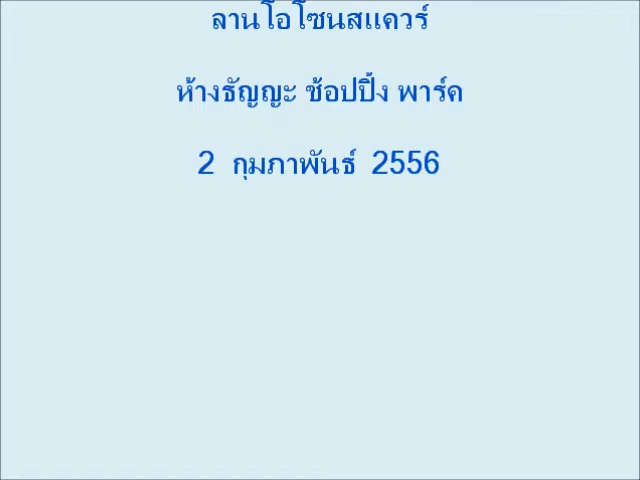 ลานโอโซนสแควร์
ห้างธัญญะ ช้อปปิ้ง พาร์ค
2 กุมภาพันธ์ 2556